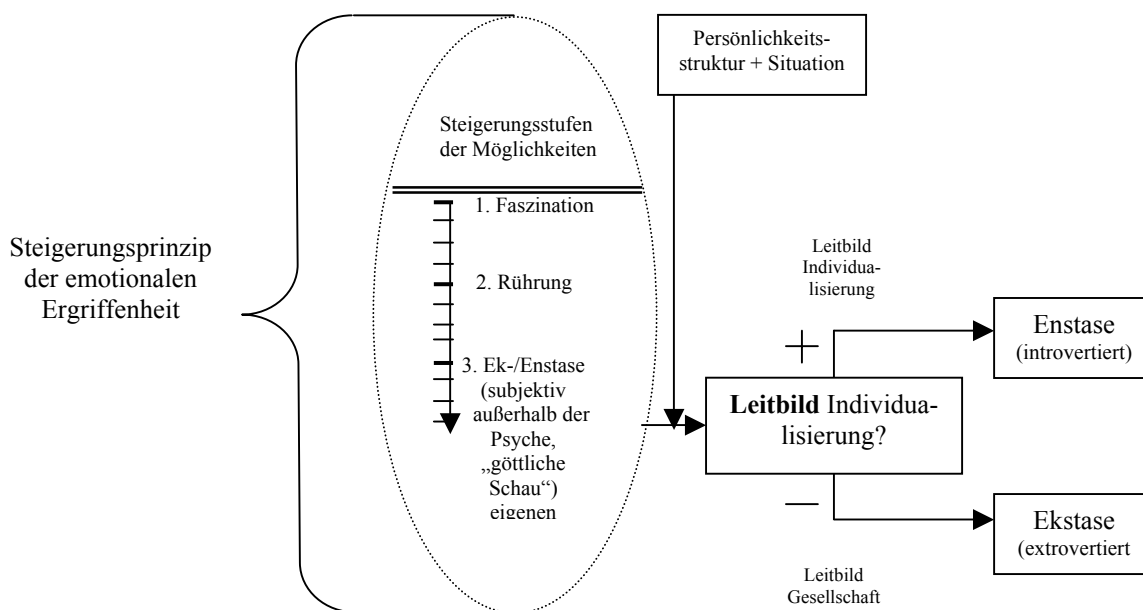 Steigerungsprinzip
der emotionalen
Ergriffenheit
Steigerungsstufen
der Möglichkeiten
1. Faszination
2. Rührung
3. Ek-/Enstase
(subjektiv
außerhalb der
Psyche,
„göttliche
Schau“)
eigenen
Persönlichkeits-
struktur + Situation
Leitbild
Individua-
lisierung
+
Leitbild Individua-
lisierung?
–
Leitbild
Gesellschaft
Enstase
(introvertiert)
Ekstase
(extrovertiert